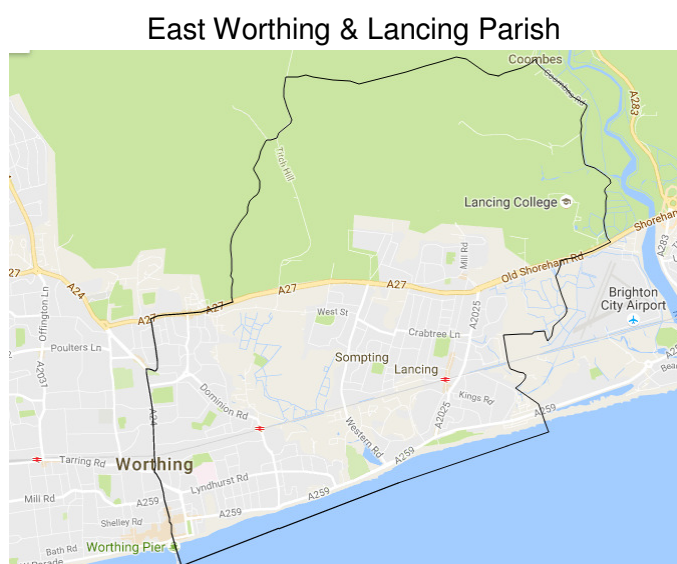 East Worthing & Lancing Parish
Coombes
Coombes Rd
A283
Titch Hill
Lancing College
Shoreham
A283
27
A24
Offington Ln
Mill Rd
Old Shoreham Rd
A27
A27
A27
A27
Brighton
City Airport
West St
A2025
Crabtree Ln
Poulters Ln
Sompting
Lancing
A2031
Dominion Rd
Kings Rd
A24
A2025
A259
Western Rd
A259
Tarring Rd
Worthing
Lyndhurst Rd
A259
Mill Rd
A259
Shelley Rd
Bath Rd
Worthing Pier